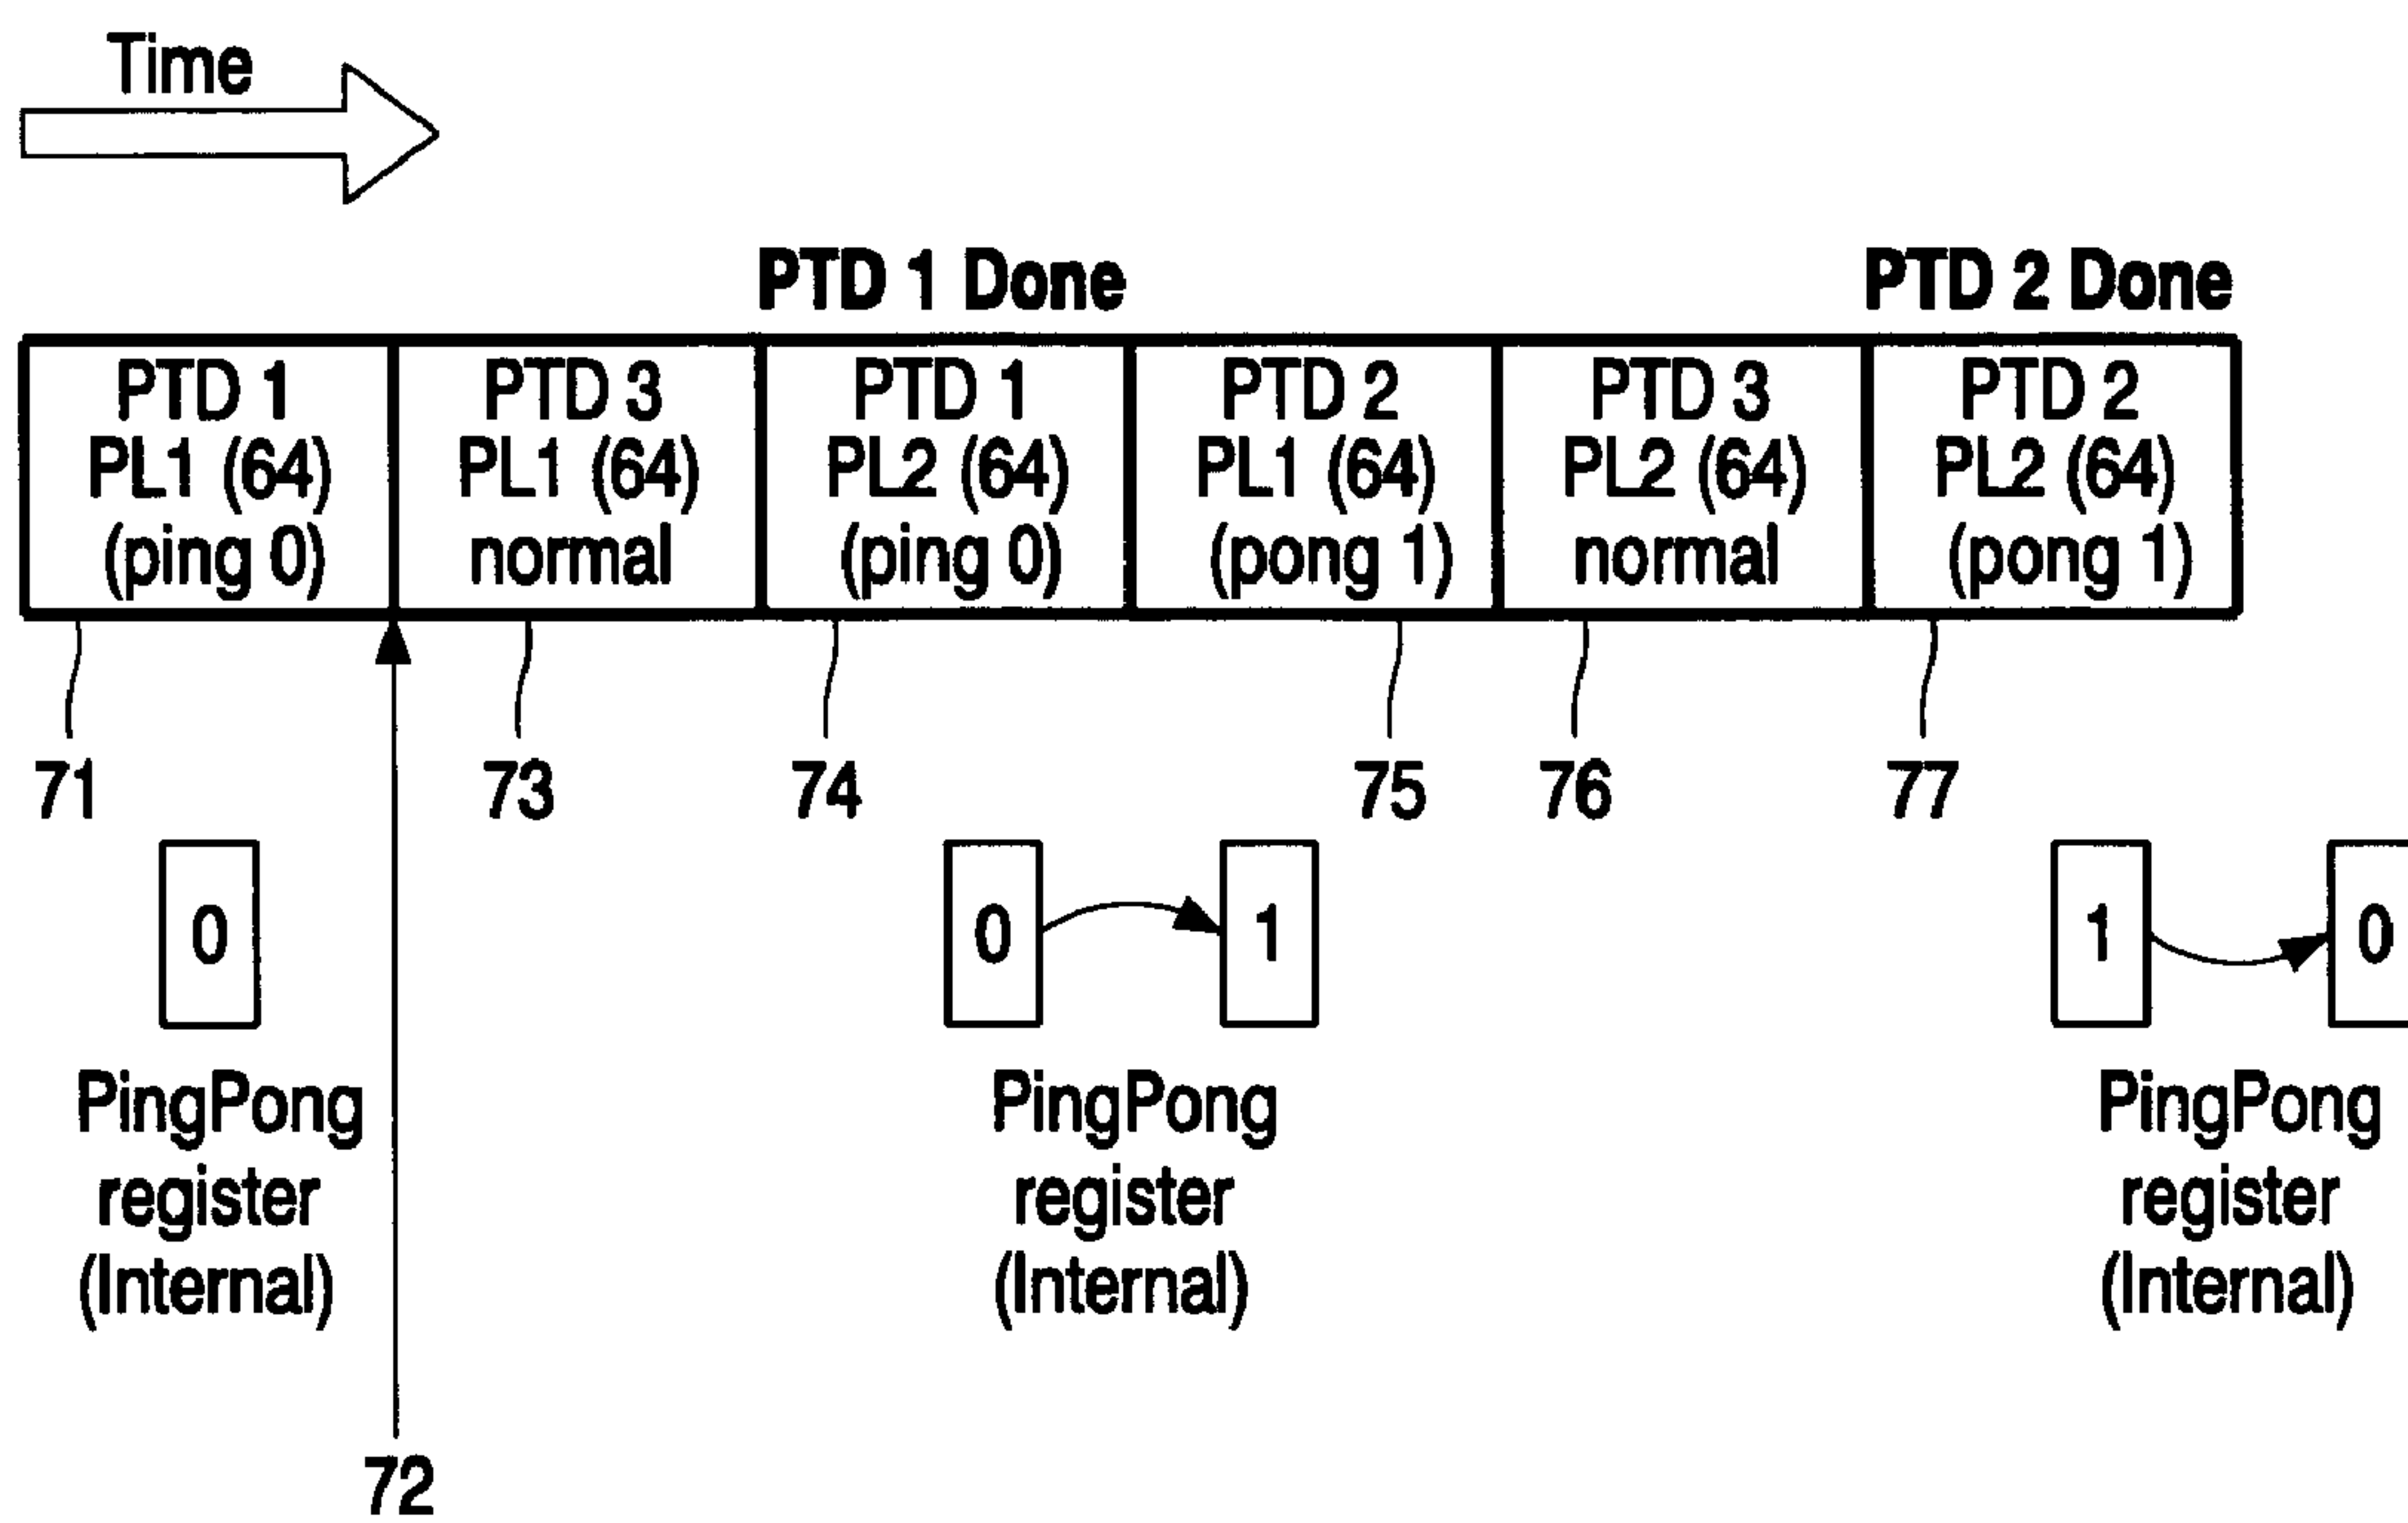 Time
PTD 1 Done
PTD 2 Done
PTD 1
PL1 (64)
(ping 0)
PTD 3
PL1 (64)
normal
PTD 1
PL2 (64)
(ping 0)
PTD 2
PL1 (64)
(pong 1)
PTD 3
PL2 (64)
normal
PTD 2
PL2 (64)
(pong 1)
71
73
74
75
76
77
0
0
1
1
0
PingPong
register
(Internal)
PingPong
register
(Internal)
PingPong
register
(Internal)
72